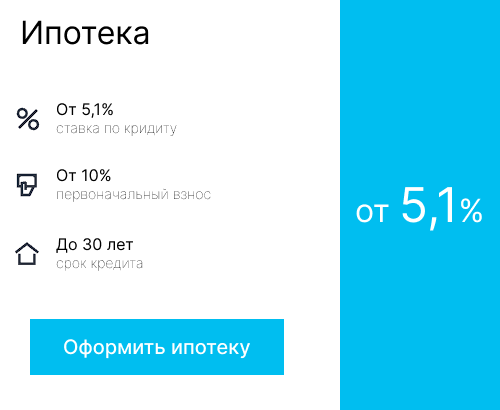 Ипотека
От 5,1%
ставка по кридиту
От 10%
первоначальный взнос
До 30 лет
срок кредита
Оформить ипотеку
от 5,1%